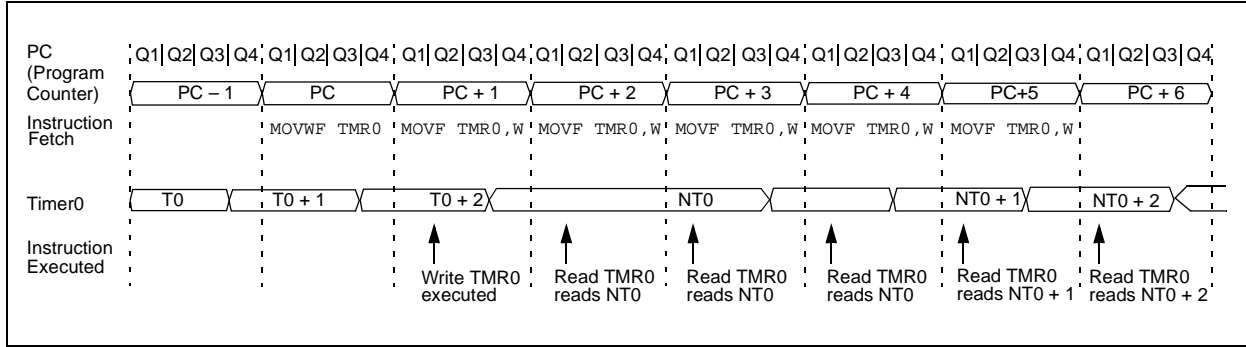 PC (Program Counter)
Q1 Q2 Q3 Q4 Q1 Q2 Q3 Q4 Q1 Q2 Q3 Q4 Q1 Q2 Q3 Q4 Q1 Q2 Q3 Q4 Q1 Q2 Q3 Q4 Q1 Q2 Q3 Q4 Q1 Q2 Q3 Q4
PC – 1 PC PC + 1 PC + 2 PC + 3 PC + 4 PC+5 PC + 6
Instruction Fetch
MOVWF TMR0 MOVF TMR0,W MOVF TMR0,W MOVF TMR0,W MOVF TMR0,W MOVF TMR0,W
Timer0
T0 T0 + 1 T0 + 2 NT0 NT0 + 1 NT0 + 2
Instruction Executed
Write TMR0 executed
Read TMR0 reads NT0
Read TMR0 reads NT0
Read TMR0 reads NT0
Read TMR0 reads NT0 + 1
Read TMR0 reads NT0 + 2